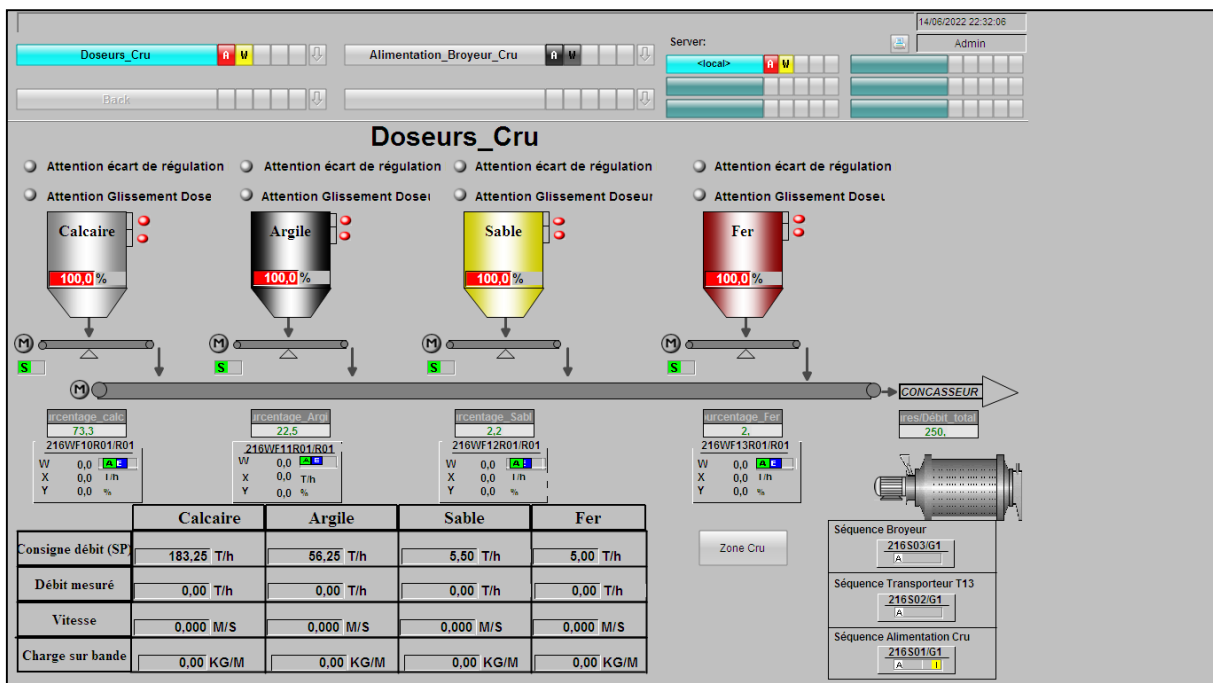 14/06/2022 22:32:06
Doseurs_Cru A W
Alimentation_Broyeur_Cru A W
Server:
Admin
<local> A W
Back
Doseurs_Cru
Attention écart de régulation
Attention écart de régulation
Attention écart de régulation
Attention écart de régulation
Attention Glissement Dose
Attention Glissement Doseu
Attention Glissement Doseur
Attention Glissement Doseu
Calcaire
Argile
Sable
Fer
100,0 %
100,0 %
100,0 %
100,0 %
M
M
M
M
S
S
S
S
M
CONCASSEUR
urcentage_calc
urcentage_Argi
urcentage_Sabl
ourcentage_Fer
ures/Débit_total
73,3
22,5
2,2
2,
250,
216WF10R01/R01
W 0,0 A E
X 0,0 T/h
Y 0,0 %
216WF11R01/R01
W 0,0 A E
X 0,0 T/h
Y 0,0 %
216WF12R01/R01
W 0,0 A
X 0,0 T/h
Y 0,0 %
216WF13R01/R01
W 0,0 A E
X 0,0 T/h
Y 0,0 %
Calcaire Argile Sable Fer
Consigne débit (SP) 183,25 T/h 56,25 T/h 5,50 T/h 5,00 T/h
Débit mesuré 0,00 T/h 0,00 T/h 0,00 T/h 0,00 T/h
Vitesse 0,000 M/S 0,000 M/S 0,000 M/S 0,000 M/S
Charge sur bande 0,00 KG/M 0,00 KG/M 0,00 KG/M 0,00 KG/M
Zone Cru
Séquence Broyeur
216S03/G1
A
Séquence Transporteur T13
216S02/G1
A
Séquence Alimentation Cru
216S01/G1
A I